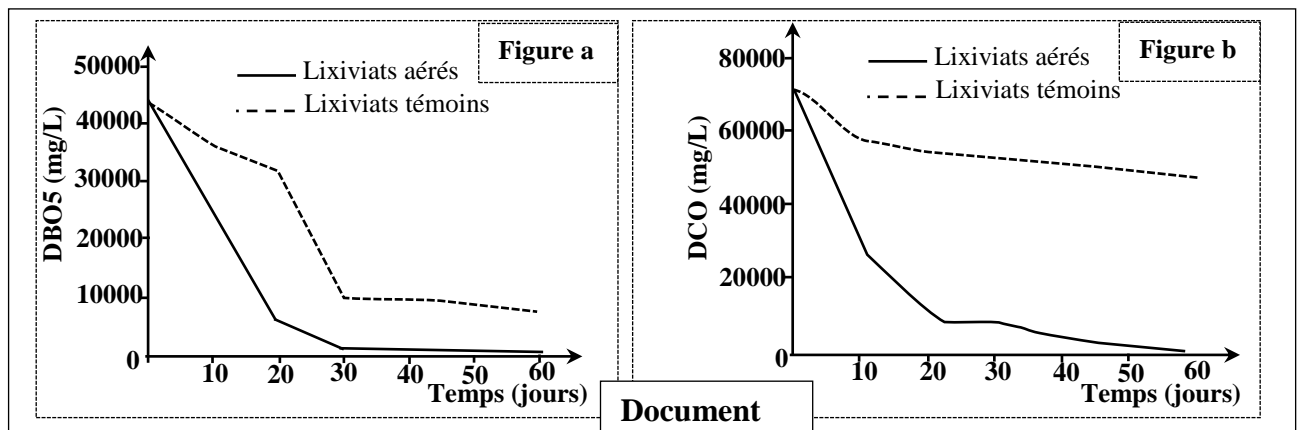 Figure a
Lixiviats aérés
Lixiviats témoins
DBO5 (mg/L)
50000
40000
30000
20000
10000
0
10 20 30 40 50 60
Temps (jours)
Figure b
Lixiviats aérés
Lixiviats témoins
DCO (mg/L)
80000
60000
40000
20000
0
10 20 30 40 50 60
Temps (jours)
Document